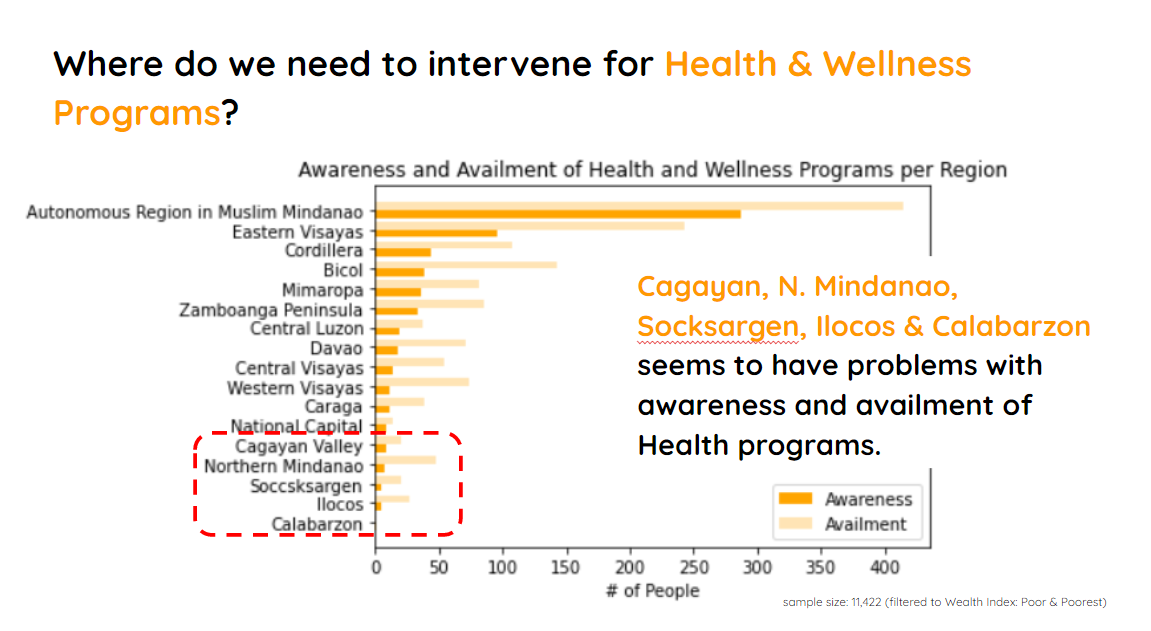 Where do we need to intervene for Health & Wellness
Programs?
Awareness and Availment of Health and Wellness Programs per Region
Autonomous Region in Muslim Mindanao
Eastern Visayas
Cordillera
Bicol
Mimaropa
Zamboanga Peninsula
Central Luzon
Davao
Central Visayas
Western Visayas
Caraga
National Capital
Cagayan Valley
Northern Mindanao
Soccsksargen
Ilocos
Calabarzon
Cagayan, N. Mindanao,
Socksargen, Ilocos & Calabarzon
seems to have problems with
awareness and availment of
Health programs.
Awareness
Availment
0 50 100 150 200 250 300 350 400
# of People
sample size: 11,422 (filtered to Wealth Index: Poor & Poorest)